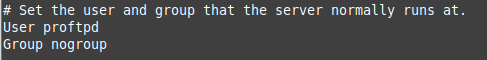 # Set the user and group that the server normally runs at.
User proftpd
Group nogroup